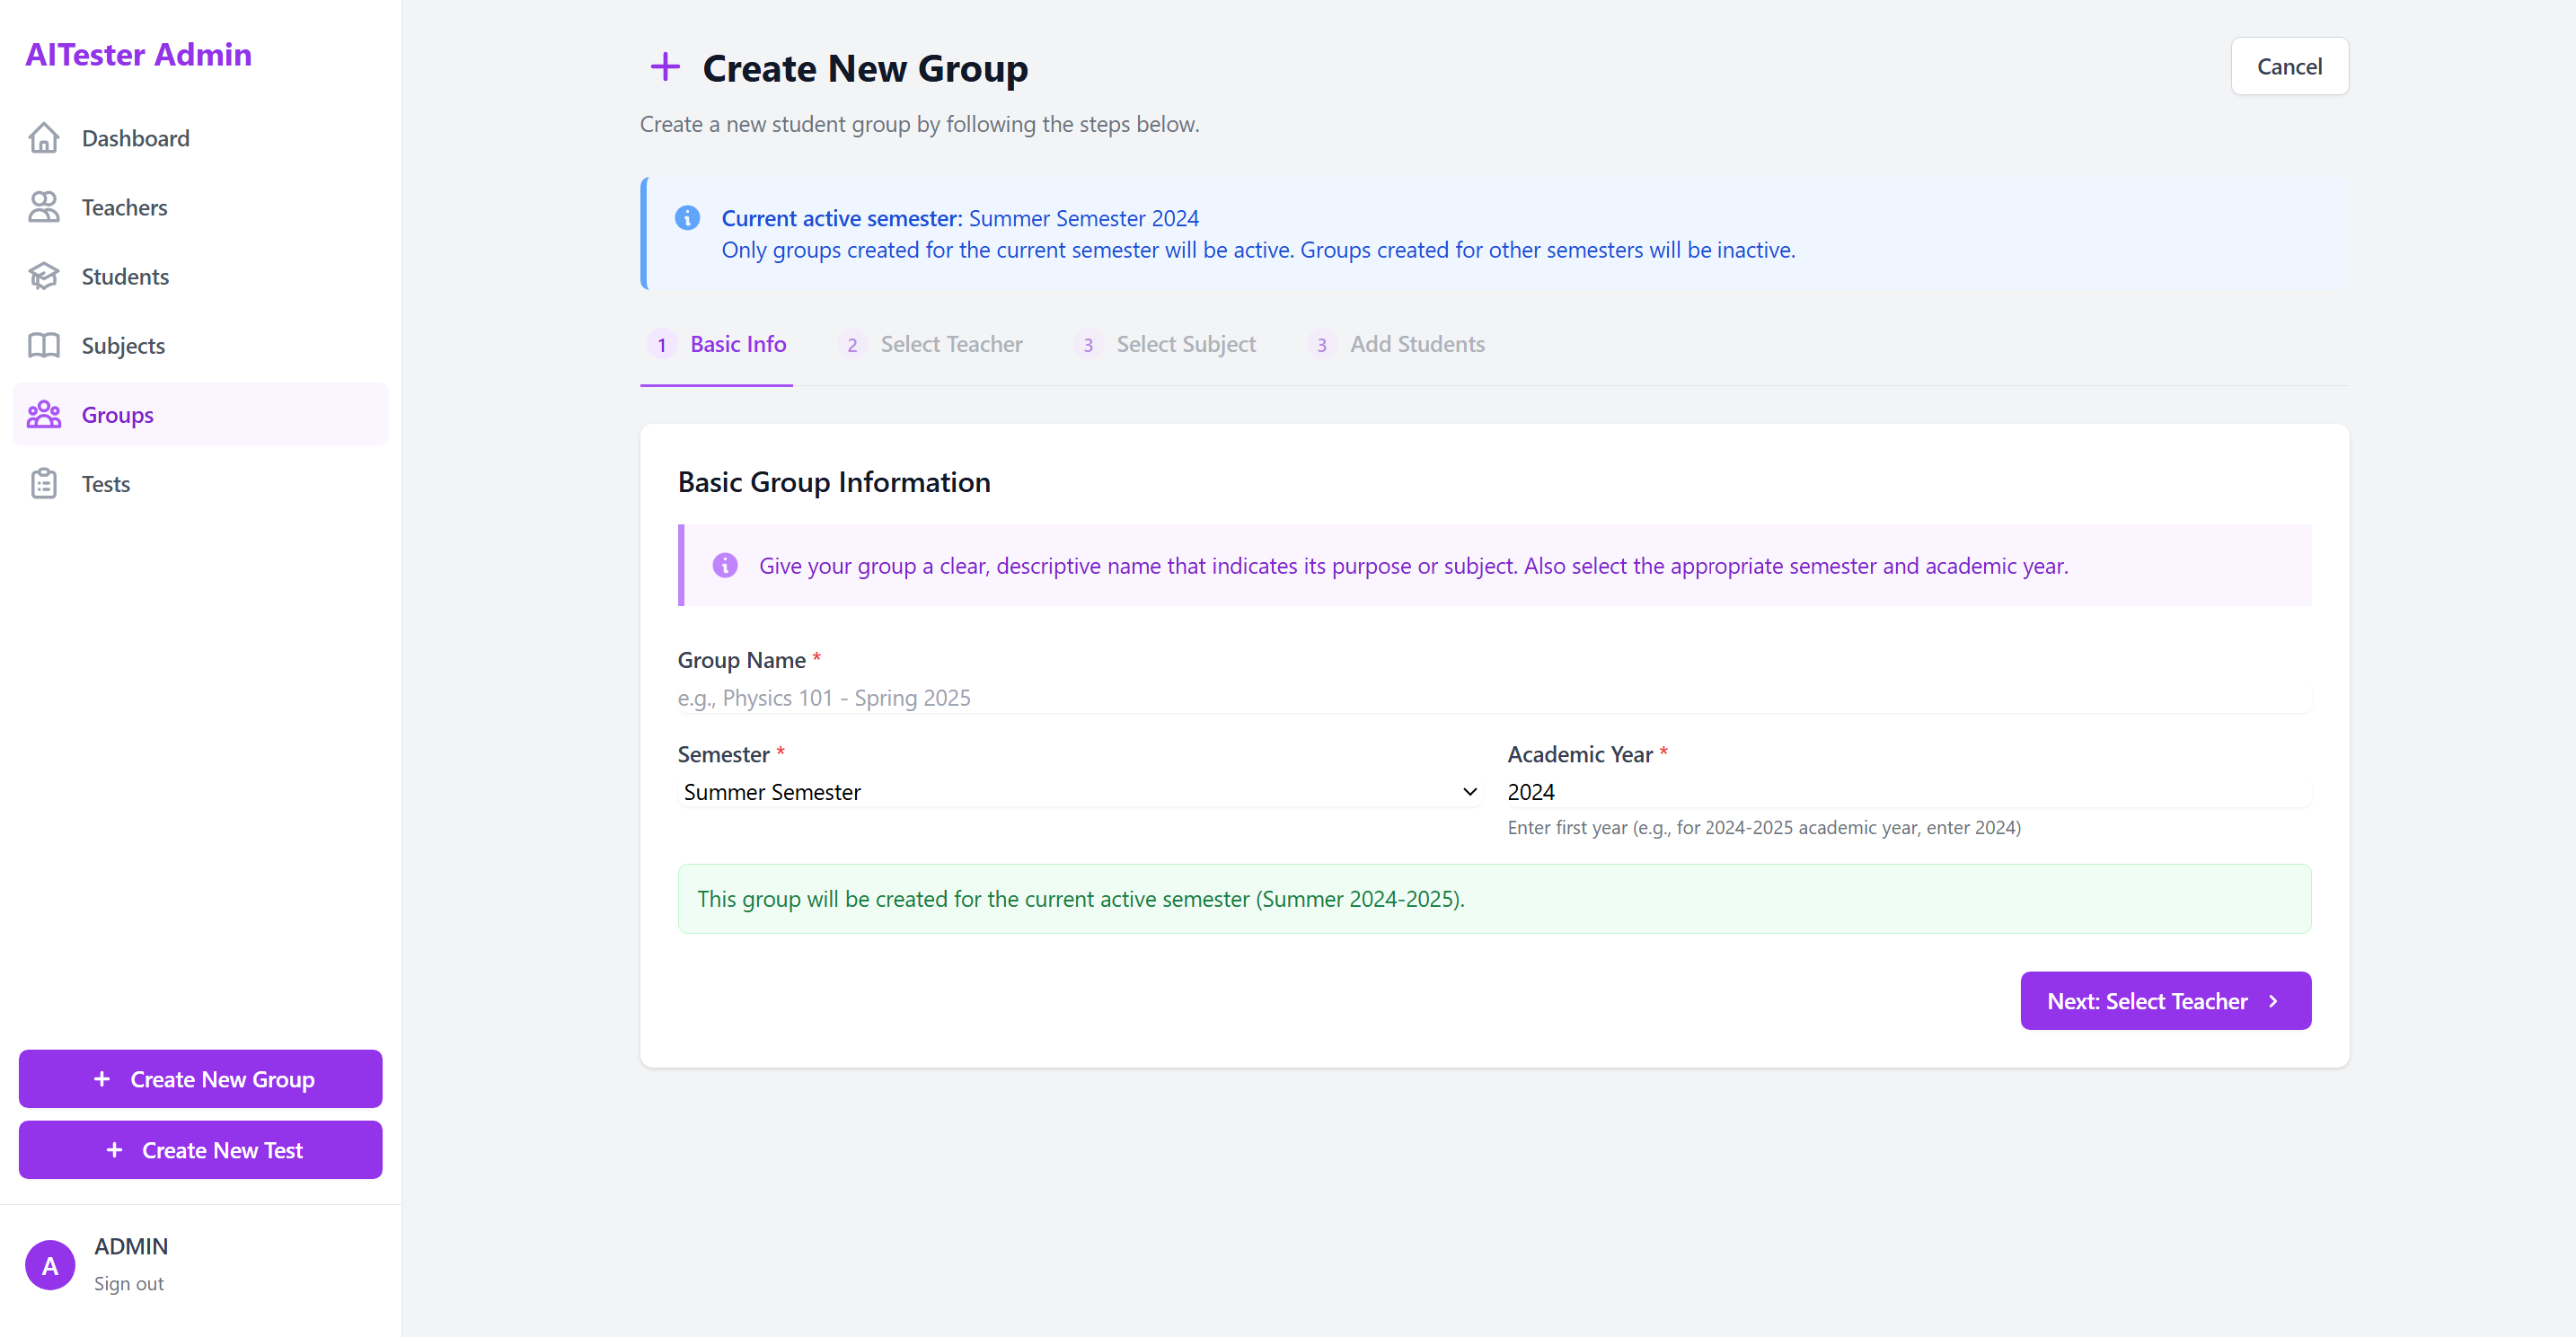 AITester Admin
Dashboard
Teachers
Students
Subjects
Groups
Tests
+ Create New Group
+ Create New Test
A
ADMIN
Sign out
+ Create New Group
Cancel
Create a new student group by following the steps below.
Current active semester: Summer Semester 2024
Only groups created for the current semester will be active. Groups created for other semesters will be inactive.
1 Basic Info 2 Select Teacher 3 Select Subject 3 Add Students
Basic Group Information
Give your group a clear, descriptive name that indicates its purpose or subject. Also select the appropriate semester and academic year.
Group Name *
e.g., Physics 101 - Spring 2025
Semester *
Summer Semester
Academic Year *
2024
Enter first year (e.g., for 2024-2025 academic year, enter 2024)
This group will be created for the current active semester (Summer 2024-2025).
Next: Select Teacher